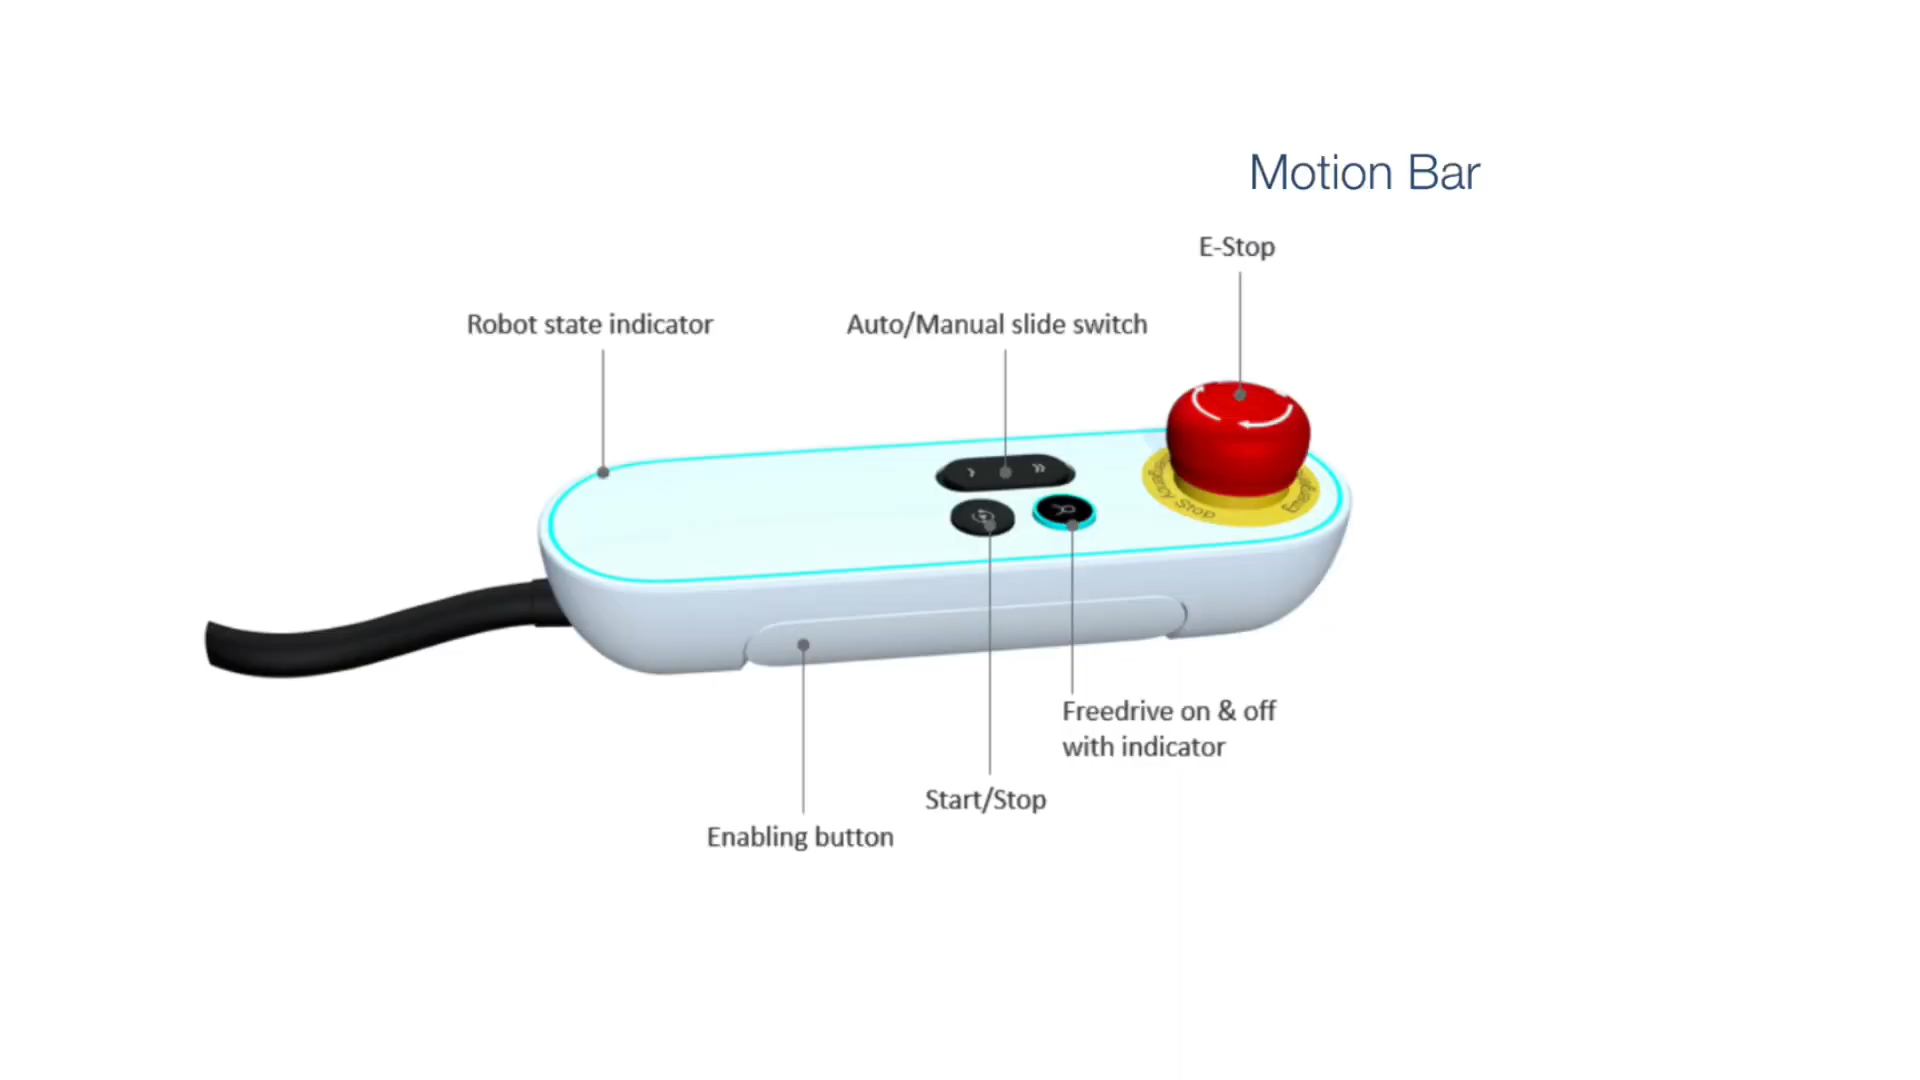 Motion Bar
E-Stop
Robot state indicator
Auto/Manual slide switch
Stop
Freedrive on & off
with indicator
Start/Stop
Enabling button